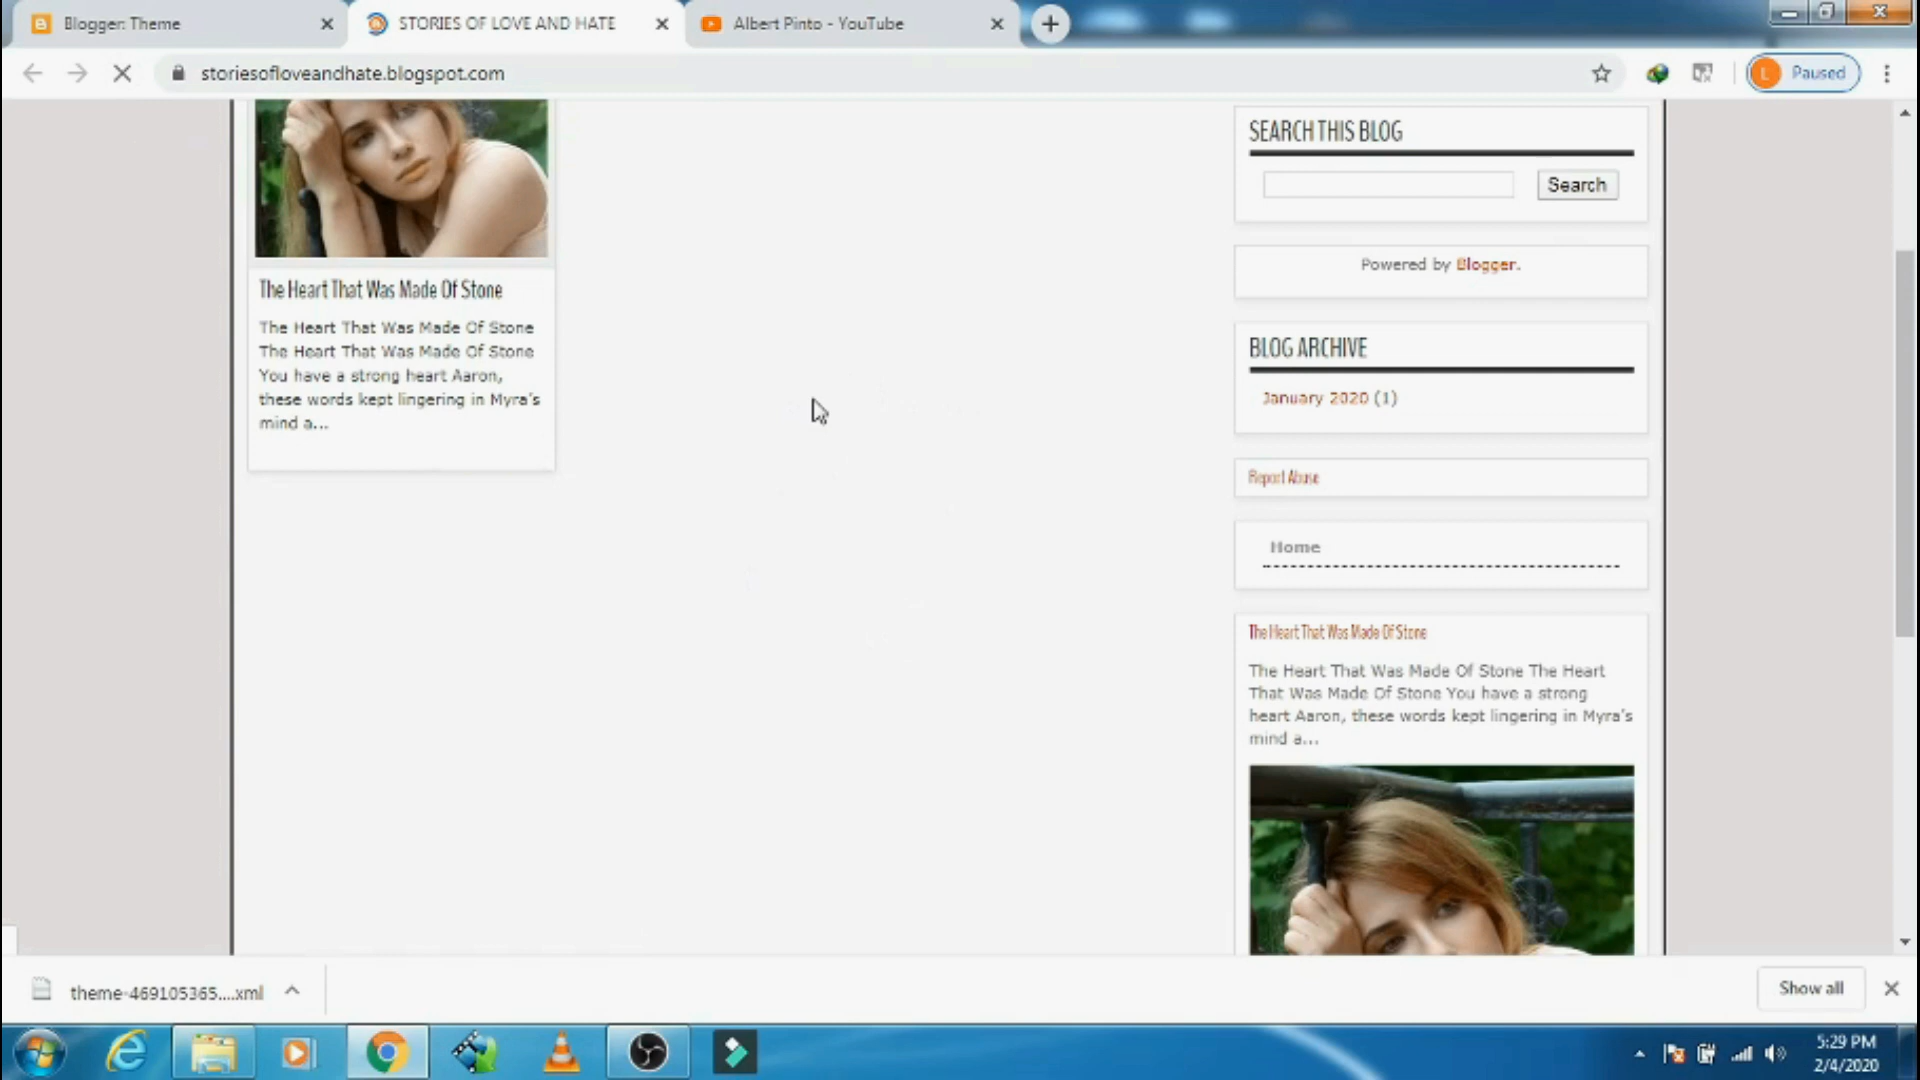 Blogger: Theme
STORIES OF LOVE AND HATE
Albert Pinto - YouTube
storiesofloveandhate.blogspot.com
L
Paused
The Heart That Was Made Of Stone
The Heart That Was Made Of Stone
The Heart That Was Made Of Stone
You have a strong heart Aaron,
these words kept lingering in Myra's
mind a...
SEARCH THIS BLOG
Search
Powered by Blogger.
BLOG ARCHIVE
January 2020 (1)
Report Abuse
Home
The Heart That Was Made Of Stone
The Heart That Was Made Of Stone The Heart
That Was Made Of Stone You have a strong
heart Aaron, these words kept lingering in Myra's
mind a...
theme-469105365....xml
Show all
5:29 PM
2/4/2020